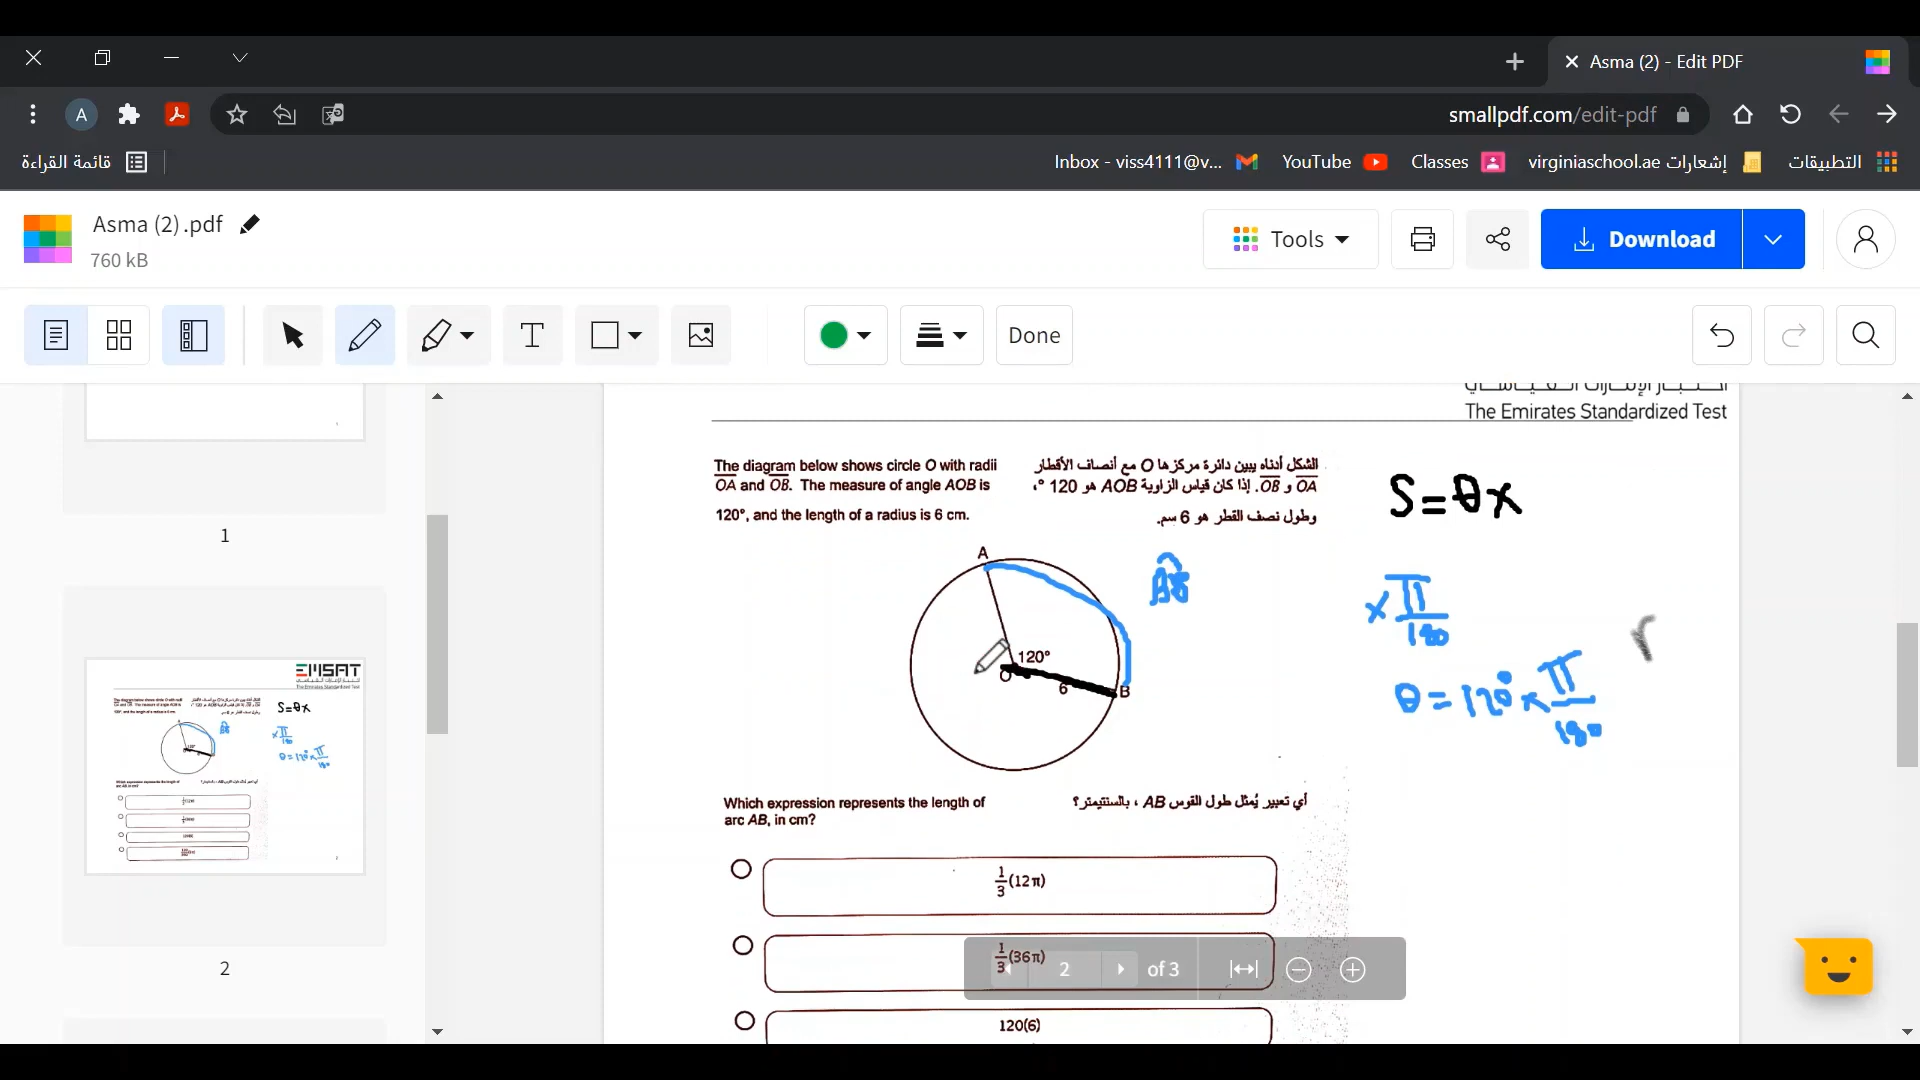 Asma (2) - Edit PDF
A
smallpdf.com/edit-pdf
قائمة القراءة
Inbox - viss4111@v...
YouTube
Classes
إشعارات virginiaschool.ae
التطبيقات
Asma (2).pdf
760 kB
Tools
Download
T
Done
1
2
The Emirates Standardized Test
The diagram below shows circle O with radii
OA and OB. The measure of angle AOB is
120°, and the length of a radius is 6 cm.
الشكل أدناه يبين دائرة مركزها O مع أنصاف الأقطار
OA و OB. إذا كان قياس الزاوية AOB هو 120 °،
وطول نصف القطر هو 6 سم.
S=θx
A
AB
120°
O
6
B
x π/180
θ = 120° x π/180
Which expression represents the length of
arc AB, in cm?
أي تعبير يُمثل طول القوس AB ، بالسنتيمتر؟
1/3(12π)
1/3(36π)
120(6)
2 of 3
EMSAT
The Emirates Standardized Test